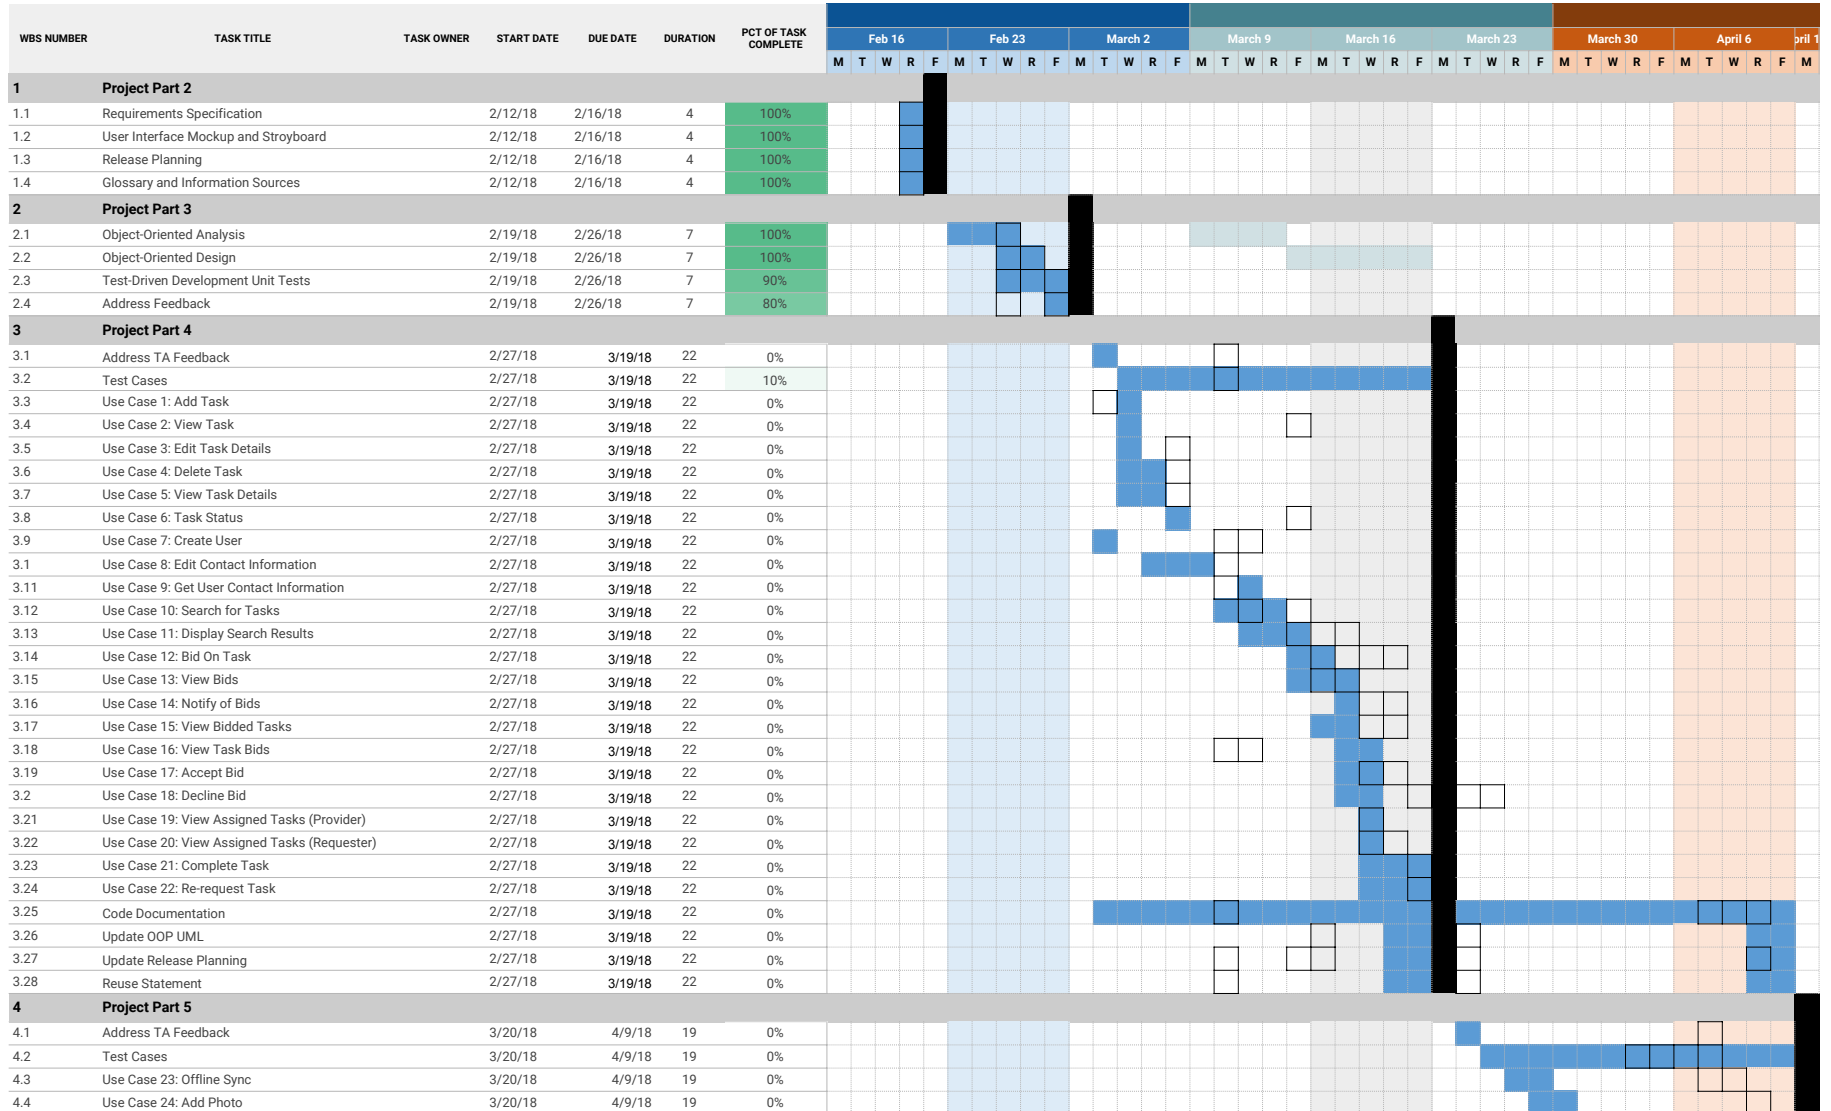 WBS NUMBER TASK TITLE TASK OWNER START DATE DUE DATE DURATION PCT OF TASK COMPLETE
Feb 16 Feb 23 March 2 March 9 March 16 March 23 March 30 April 6 pril 1
M T W R F M T W R F M T W R F M T W R F M T W R F M T W R F M T W R F M T W R F M
1 Project Part 2
1.1 Requirements Specification 2/12/18 2/16/18 4 100%
1.2 User Interface Mockup and Stroyboard 2/12/18 2/16/18 4 100%
1.3 Release Planning 2/12/18 2/16/18 4 100%
1.4 Glossary and Information Sources 2/12/18 2/16/18 4 100%
2 Project Part 3
2.1 Object-Oriented Analysis 2/19/18 2/26/18 7 100%
2.2 Object-Oriented Design 2/19/18 2/26/18 7 100%
2.3 Test-Driven Development Unit Tests 2/19/18 2/26/18 7 90%
2.4 Address Feedback 2/19/18 2/26/18 7 80%
3 Project Part 4
3.1 Address TA Feedback 2/27/18 3/19/18 22 0%
3.2 Test Cases 2/27/18 3/19/18 22 10%
3.3 Use Case 1: Add Task 2/27/18 3/19/18 22 0%
3.4 Use Case 2: View Task 2/27/18 3/19/18 22 0%
3.5 Use Case 3: Edit Task Details 2/27/18 3/19/18 22 0%
3.6 Use Case 4: Delete Task 2/27/18 3/19/18 22 0%
3.7 Use Case 5: View Task Details 2/27/18 3/19/18 22 0%
3.8 Use Case 6: Task Status 2/27/18 3/19/18 22 0%
3.9 Use Case 7: Create User 2/27/18 3/19/18 22 0%
3.1 Use Case 8: Edit Contact Information 2/27/18 3/19/18 22 0%
3.11 Use Case 9: Get User Contact Information 2/27/18 3/19/18 22 0%
3.12 Use Case 10: Search for Tasks 2/27/18 3/19/18 22 0%
3.13 Use Case 11: Display Search Results 2/27/18 3/19/18 22 0%
3.14 Use Case 12: Bid On Task 2/27/18 3/19/18 22 0%
3.15 Use Case 13: View Bids 2/27/18 3/19/18 22 0%
3.16 Use Case 14: Notify of Bids 2/27/18 3/19/18 22 0%
3.17 Use Case 15: View Bidded Tasks 2/27/18 3/19/18 22 0%
3.18 Use Case 16: View Task Bids 2/27/18 3/19/18 22 0%
3.19 Use Case 17: Accept Bid 2/27/18 3/19/18 22 0%
3.2 Use Case 18: Decline Bid 2/27/18 3/19/18 22 0%
3.21 Use Case 19: View Assigned Tasks (Provider) 2/27/18 3/19/18 22 0%
3.22 Use Case 20: View Assigned Tasks (Requester) 2/27/18 3/19/18 22 0%
3.23 Use Case 21: Complete Task 2/27/18 3/19/18 22 0%
3.24 Use Case 22: Re-request Task 2/27/18 3/19/18 22 0%
3.25 Code Documentation 2/27/18 3/19/18 22 0%
3.26 Update OOP UML 2/27/18 3/19/18 22 0%
3.27 Update Release Planning 2/27/18 3/19/18 22 0%
3.28 Reuse Statement 2/27/18 3/19/18 22 0%
4 Project Part 5
4.1 Address TA Feedback 3/20/18 4/9/18 19 0%
4.2 Test Cases 3/20/18 4/9/18 19 0%
4.3 Use Case 23: Offline Sync 3/20/18 4/9/18 19 0%
4.4 Use Case 24: Add Photo 3/20/18 4/9/18 19 0%